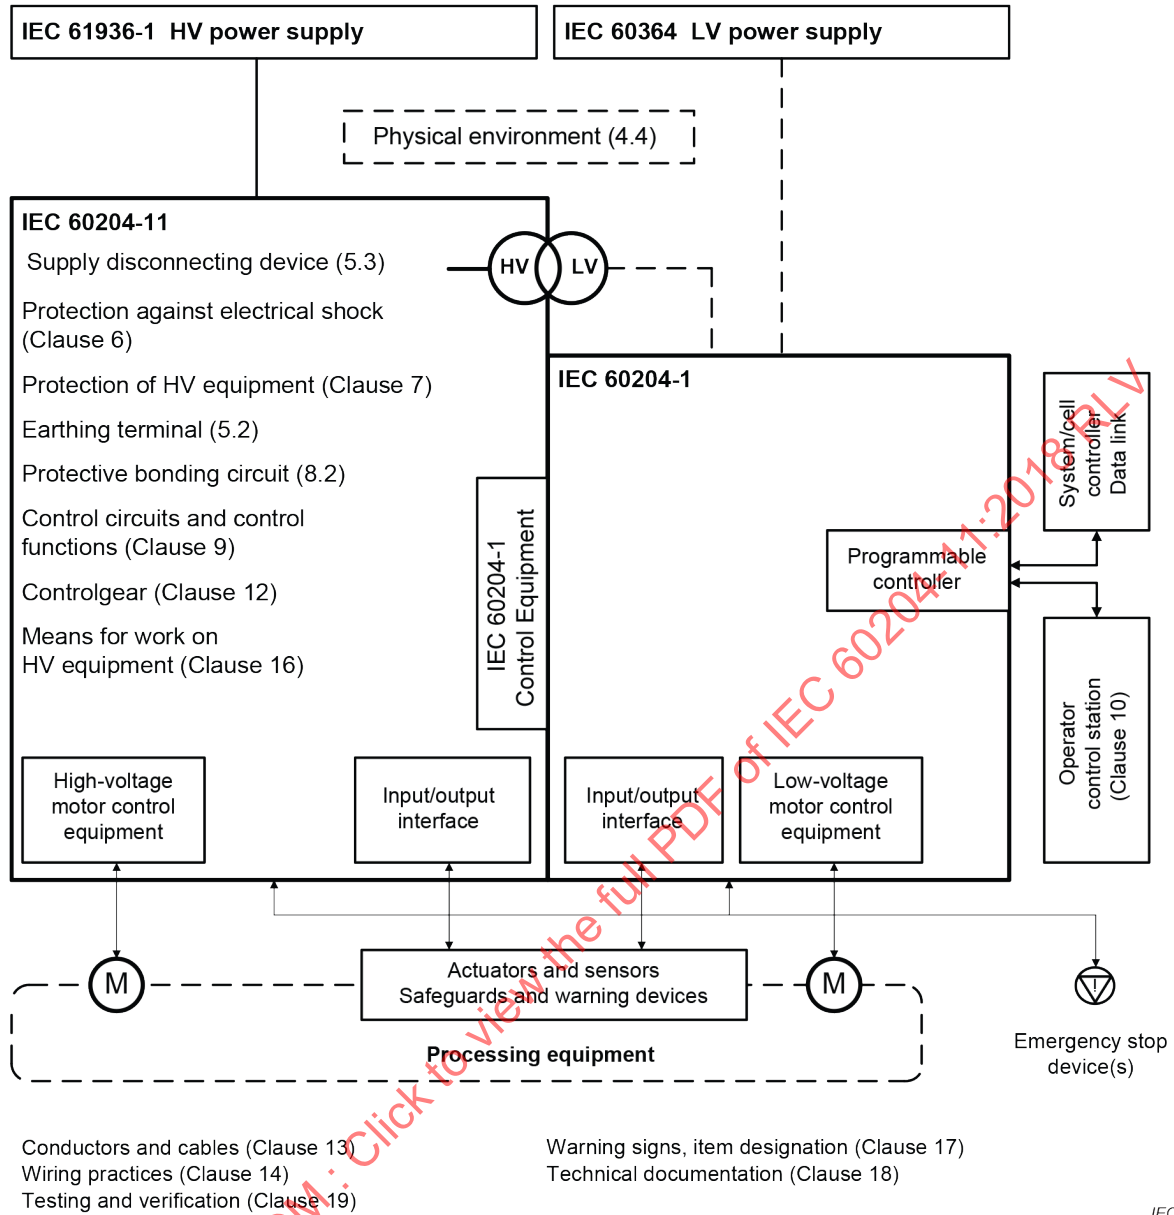 IEC 61936-1 HV power supply
IEC 60364 LV power supply
Physical environment (4.4)
IEC 60204-11
Supply disconnecting device (5.3)
HV
LV
Protection against electrical shock
(Clause 6)
Protection of HV equipment (Clause 7)
Earthing terminal (5.2)
Protective bonding circuit (8.2)
Control circuits and control
functions (Clause 9)
Controlgear (Clause 12)
Means for work on
HV equipment (Clause 16)
IEC 60204-1
Control Equipment
IEC 60204-1
Programmable
controller
System/cell
controller
Data link
Operator
control station
(Clause 10)
High-voltage
motor control
equipment
Input/output
interface
Input/output
interface
Low-voltage
motor control
equipment
M
Actuators and sensors
Safeguards and warning devices
M
!
Processing equipment
Emergency stop
device(s)
Conductors and cables (Clause 13)
Wiring practices (Clause 14)
Testing and verification (Clause 19)
Warning signs, item designation (Clause 17)
Technical documentation (Clause 18)
IEC
M : Click to view the full PDF of IEC 60204-11:2018 RLV